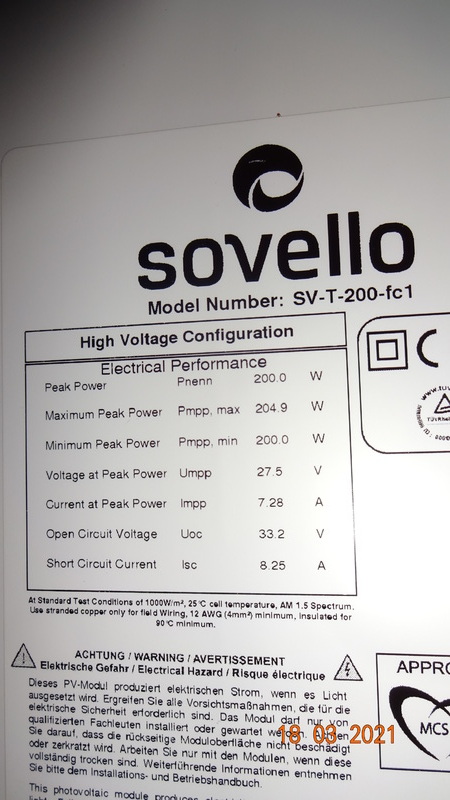 sovello
Model Number: SV-T-200-fc1
High Voltage Configuration
Electrical Performance
Peak Power Pnenn 200.0 W
Maximum Peak Power Pmpp, max 204.9 W
Minimum Peak Power Pmpp, min 200.0 W
Voltage at Peak Power Umpp 27.5 V
Current at Peak Power Impp 7.28 A
Open Circuit Voltage Uoc 33.2 V
Short Circuit Current Isc 8.25 A
At Standard Test Conditions of 1000W/m², 25°C cell temperature, AM 1.5 Spectrum.
Use stranded copper only for field Wiring, 12 AWG (4mm²) minimum, insulated for
90°C minimum.
ACHTUNG / WARNING / AVERTISSEMENT
Elektrische Gefahr / Electrical Hazard / Risque électrique
Dieses PV-Modul produziert elektrischen Strom, wenn es Licht
ausgesetzt wird. Ergreifen Sie alle Vorsichtsmaßnahmen, die für die
elektrische Sicherheit erforderlich sind. Das Modul darf nur von
qualifizierten Fachleuten installiert oder gewartet werden. Achten
Sie darauf, dass die rückseitige Moduloberfläche nicht beschädigt
oder zerkratzt wird. Arbeiten Sie nur mit den Modulen, wenn diese
vollständig trocken sind. Weiterführende Informationen entnehmen
Sie bitte dem Installations- und Betriebshandbuch.
This photovoltaic module produces
www.tuv
APPRO
MCS
18 03 2021